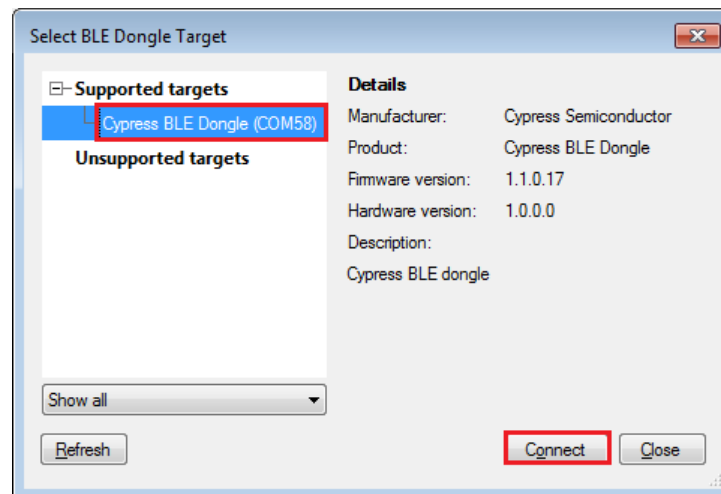 Select BLE Dongle Target
Supported targets
Cypress BLE Dongle (COM58)
Unsupported targets
Details
Manufacturer: Cypress Semiconductor
Product: Cypress BLE Dongle
Firmware version: 1.1.0.17
Hardware version: 1.0.0.0
Description:
Cypress BLE dongle
Show all
Refresh Connect Close